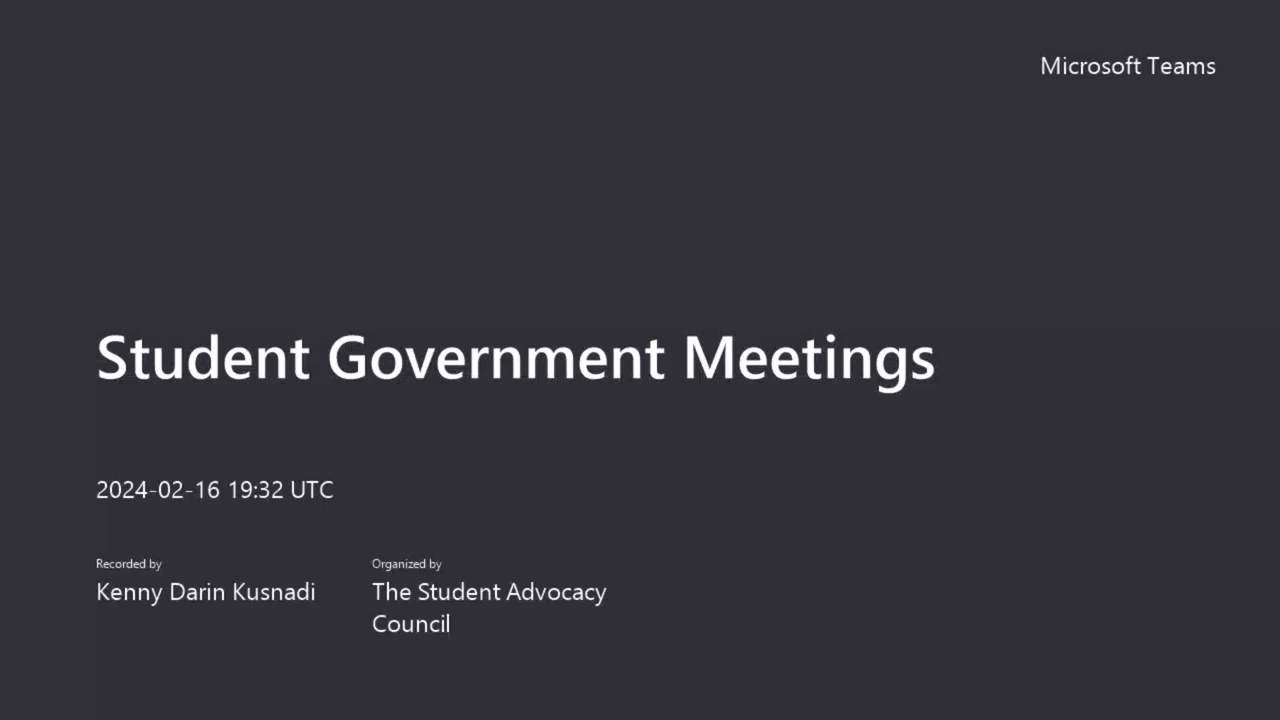 Microsoft Teams
Student Government Meetings
2024-02-16 19:32 UTC
Recorded by
Kenny Darin Kusnadi
Organized by
The Student Advocacy
Council